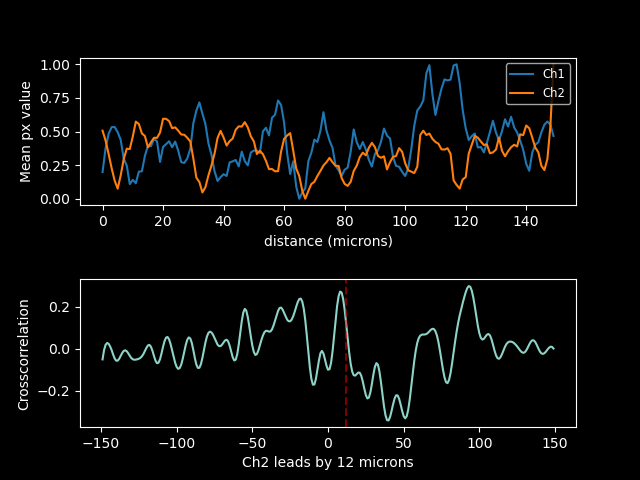 1.00
0.75
0.50
0.25
0.00
Mean px value
Ch1
Ch2
0 20 40 60 80 100 120 140
distance (microns)
0.2
0.0
−0.2
Crosscorrelation
−150 −100 −50 0 50 100 150
Ch2 leads by 12 microns